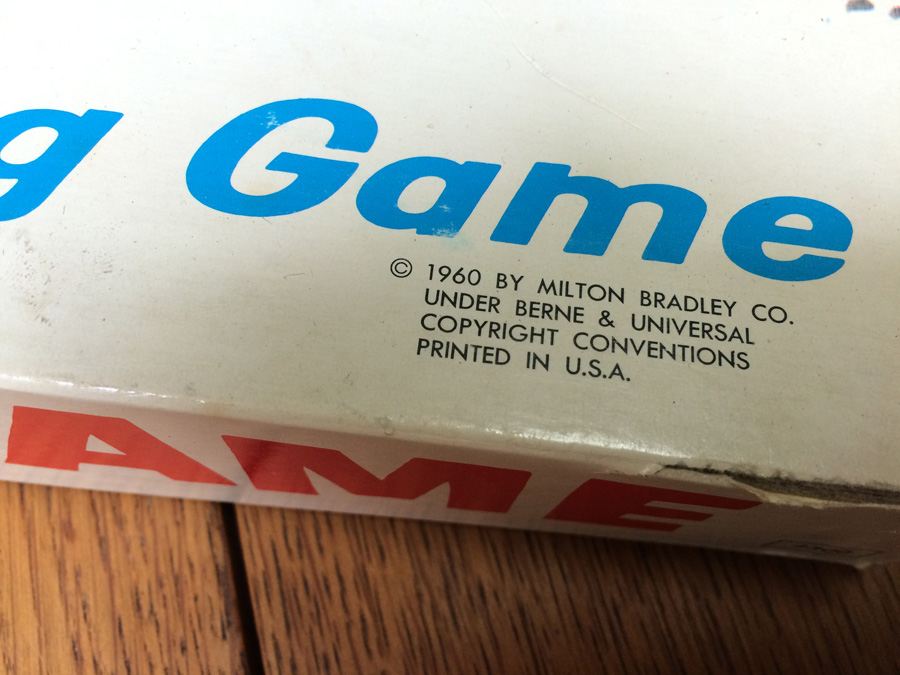 g Game
© 1960 BY MILTON BRADLEY CO.
UNDER BERNE & UNIVERSAL
COPYRIGHT CONVENTIONS
PRINTED IN U.S.A.
AME